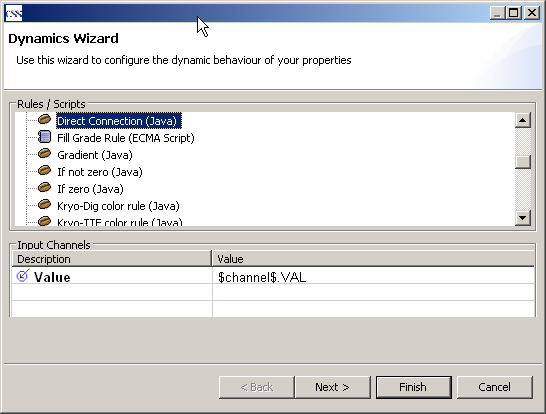 CSS
Dynamics Wizard
Use this wizard to configure the dynamic behaviour of your properties
Rules / Scripts
Direct Connection (Java)
Fill Grade Rule (ECMA Script)
Gradient (Java)
If not zero (Java)
If zero (Java)
Kryo-Dig color rule (Java)
Kryo-TTF color rule (Java)
Input Channels
Description Value
Value $channel$.VAL
< Back Next > Finish Cancel